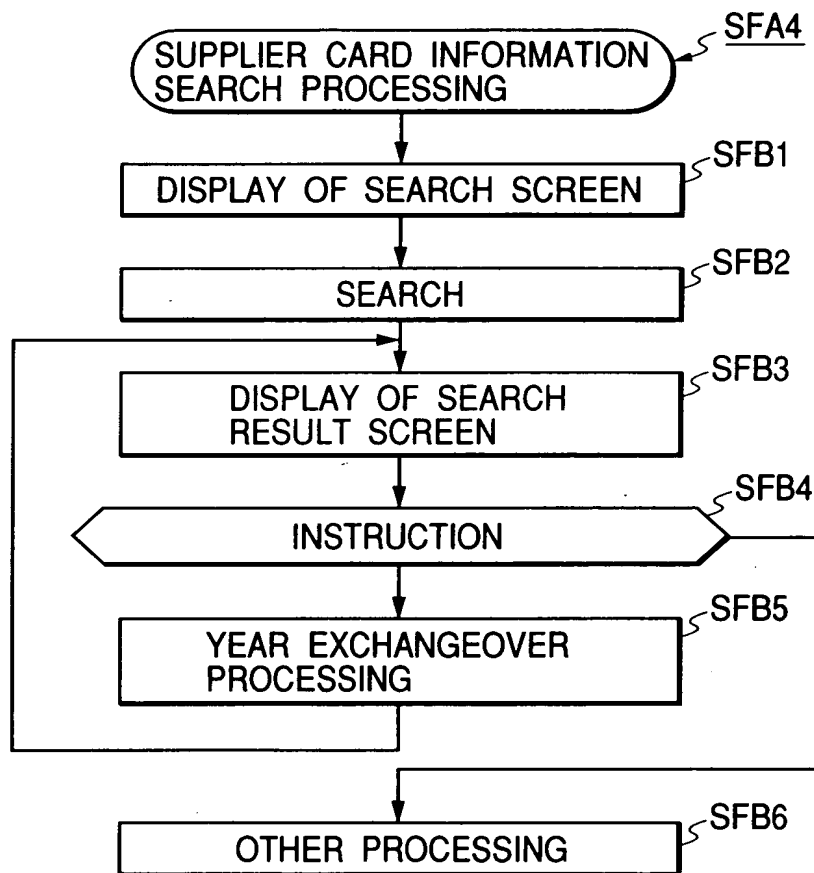 SFA4
SUPPLIER CARD INFORMATION
SEARCH PROCESSING
SFB1
DISPLAY OF SEARCH SCREEN
SFB2
SEARCH
SFB3
DISPLAY OF SEARCH
RESULT SCREEN
SFB4
INSTRUCTION
SFB5
YEAR EXCHANGEOVER
PROCESSING
SFB6
OTHER PROCESSING